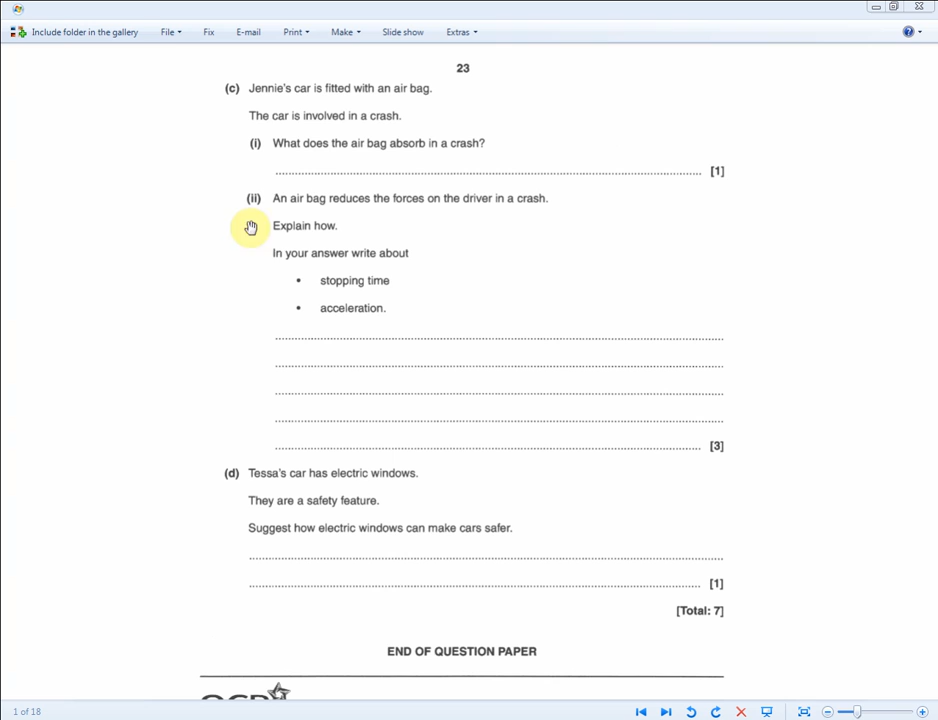 Include folder in the gallery File Fix E-mail Print Make Slide show Extras
23
(c) Jennie's car is fitted with an air bag.
The car is involved in a crash.
(i) What does the air bag absorb in a crash?
[1]
(ii) An air bag reduces the forces on the driver in a crash.
Explain how.
In your answer write about
• stopping time
• acceleration.
[3]
(d) Tessa's car has electric windows.
They are a safety feature.
Suggest how electric windows can make cars safer.
[1]
[Total: 7]
END OF QUESTION PAPER
OCR
1 of 18